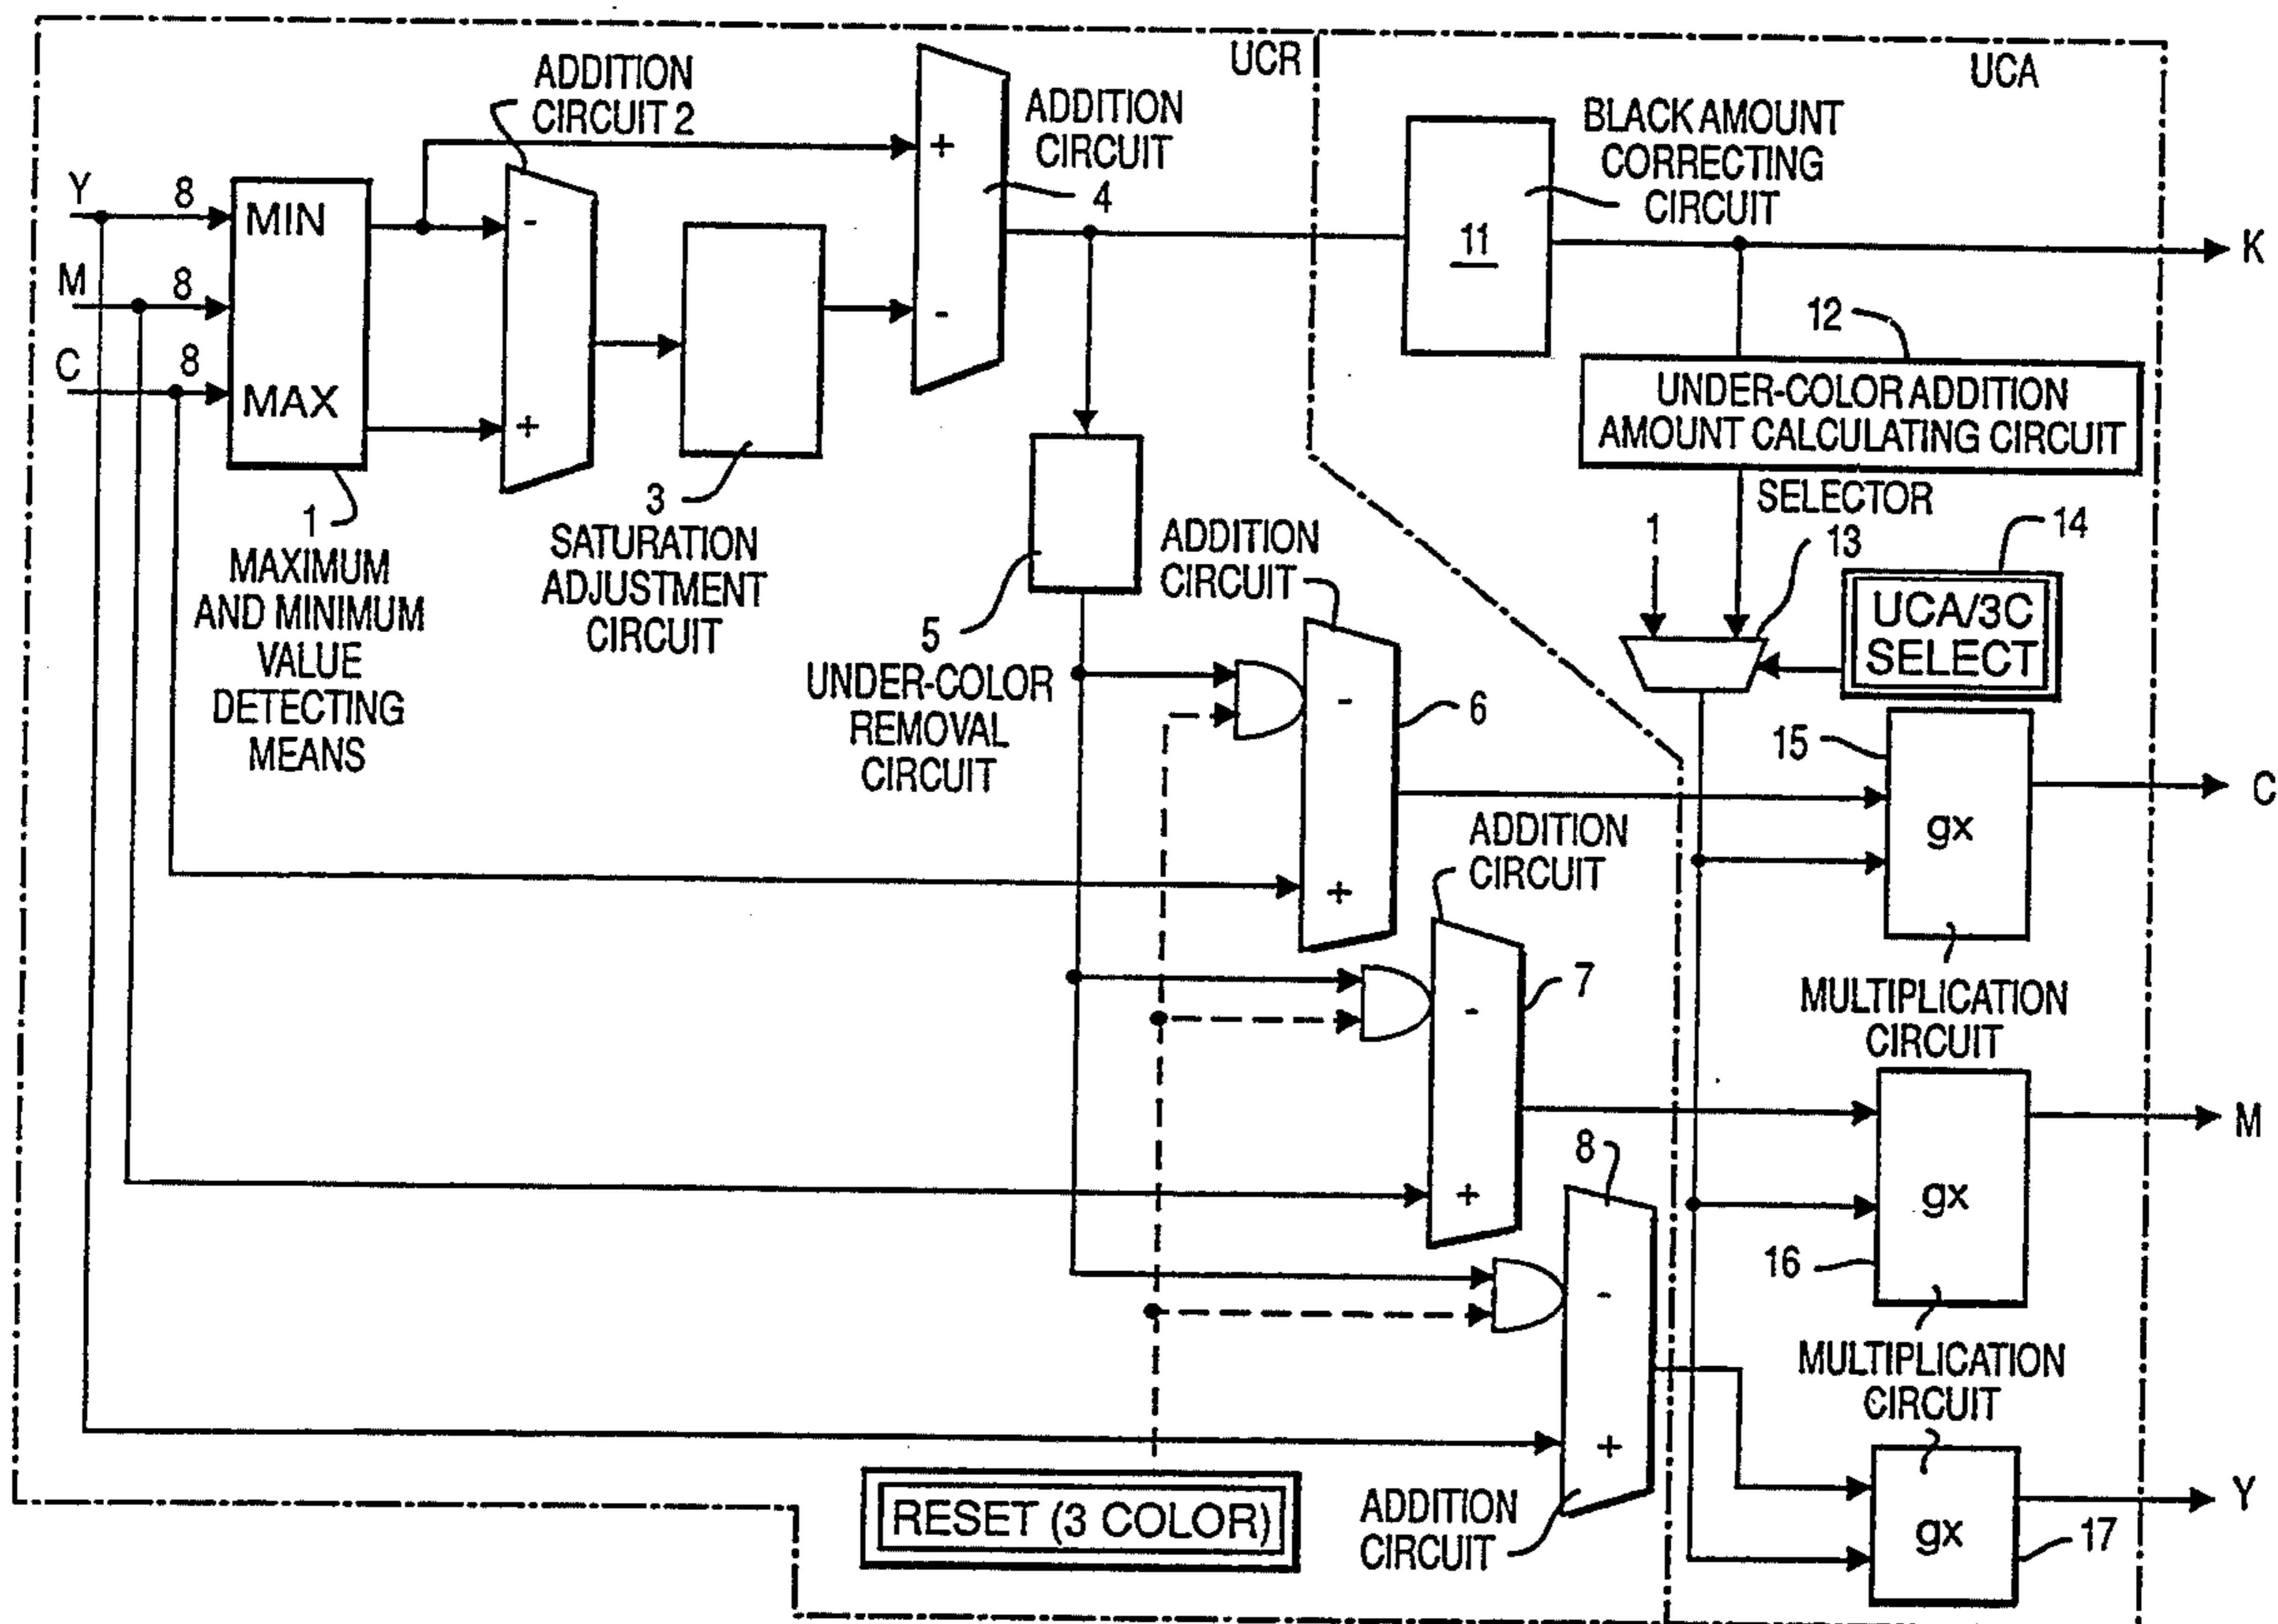 UCR
UCA
ADDITION
CIRCUIT 2
ADDITION
CIRCUIT
4
BLACK AMOUNT
CORRECTING
CIRCUIT
11
K
Y
8
M
8
C
8
MIN
MAX
-
+
+
-
1
MAXIMUM
AND MINIMUM
VALUE
DETECTING
MEANS
3
SATURATION
ADJUSTMENT
CIRCUIT
5
UNDER-COLOR
REMOVAL
CIRCUIT
12
UNDER-COLOR ADDITION
AMOUNT CALCULATING CIRCUIT
SELECTOR
13
1
14
UCA/3C
SELECT
ADDITION
CIRCUIT
-
+
6
15
gx
C
MULTIPLICATION
CIRCUIT
ADDITION
CIRCUIT
-
+
7
16
gx
M
MULTIPLICATION
CIRCUIT
8
-
+
ADDITION
CIRCUIT
gx
17
Y
RESET (3 COLOR)